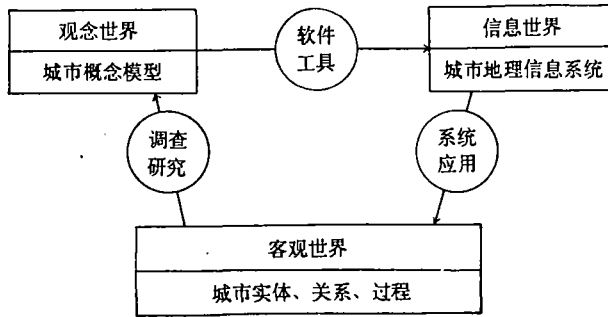 观念世界
城市概念模型
软件
工具
信息世界
城市地理信息系统
调查
研究
系统
应用
客观世界
城市实体、关系、过程